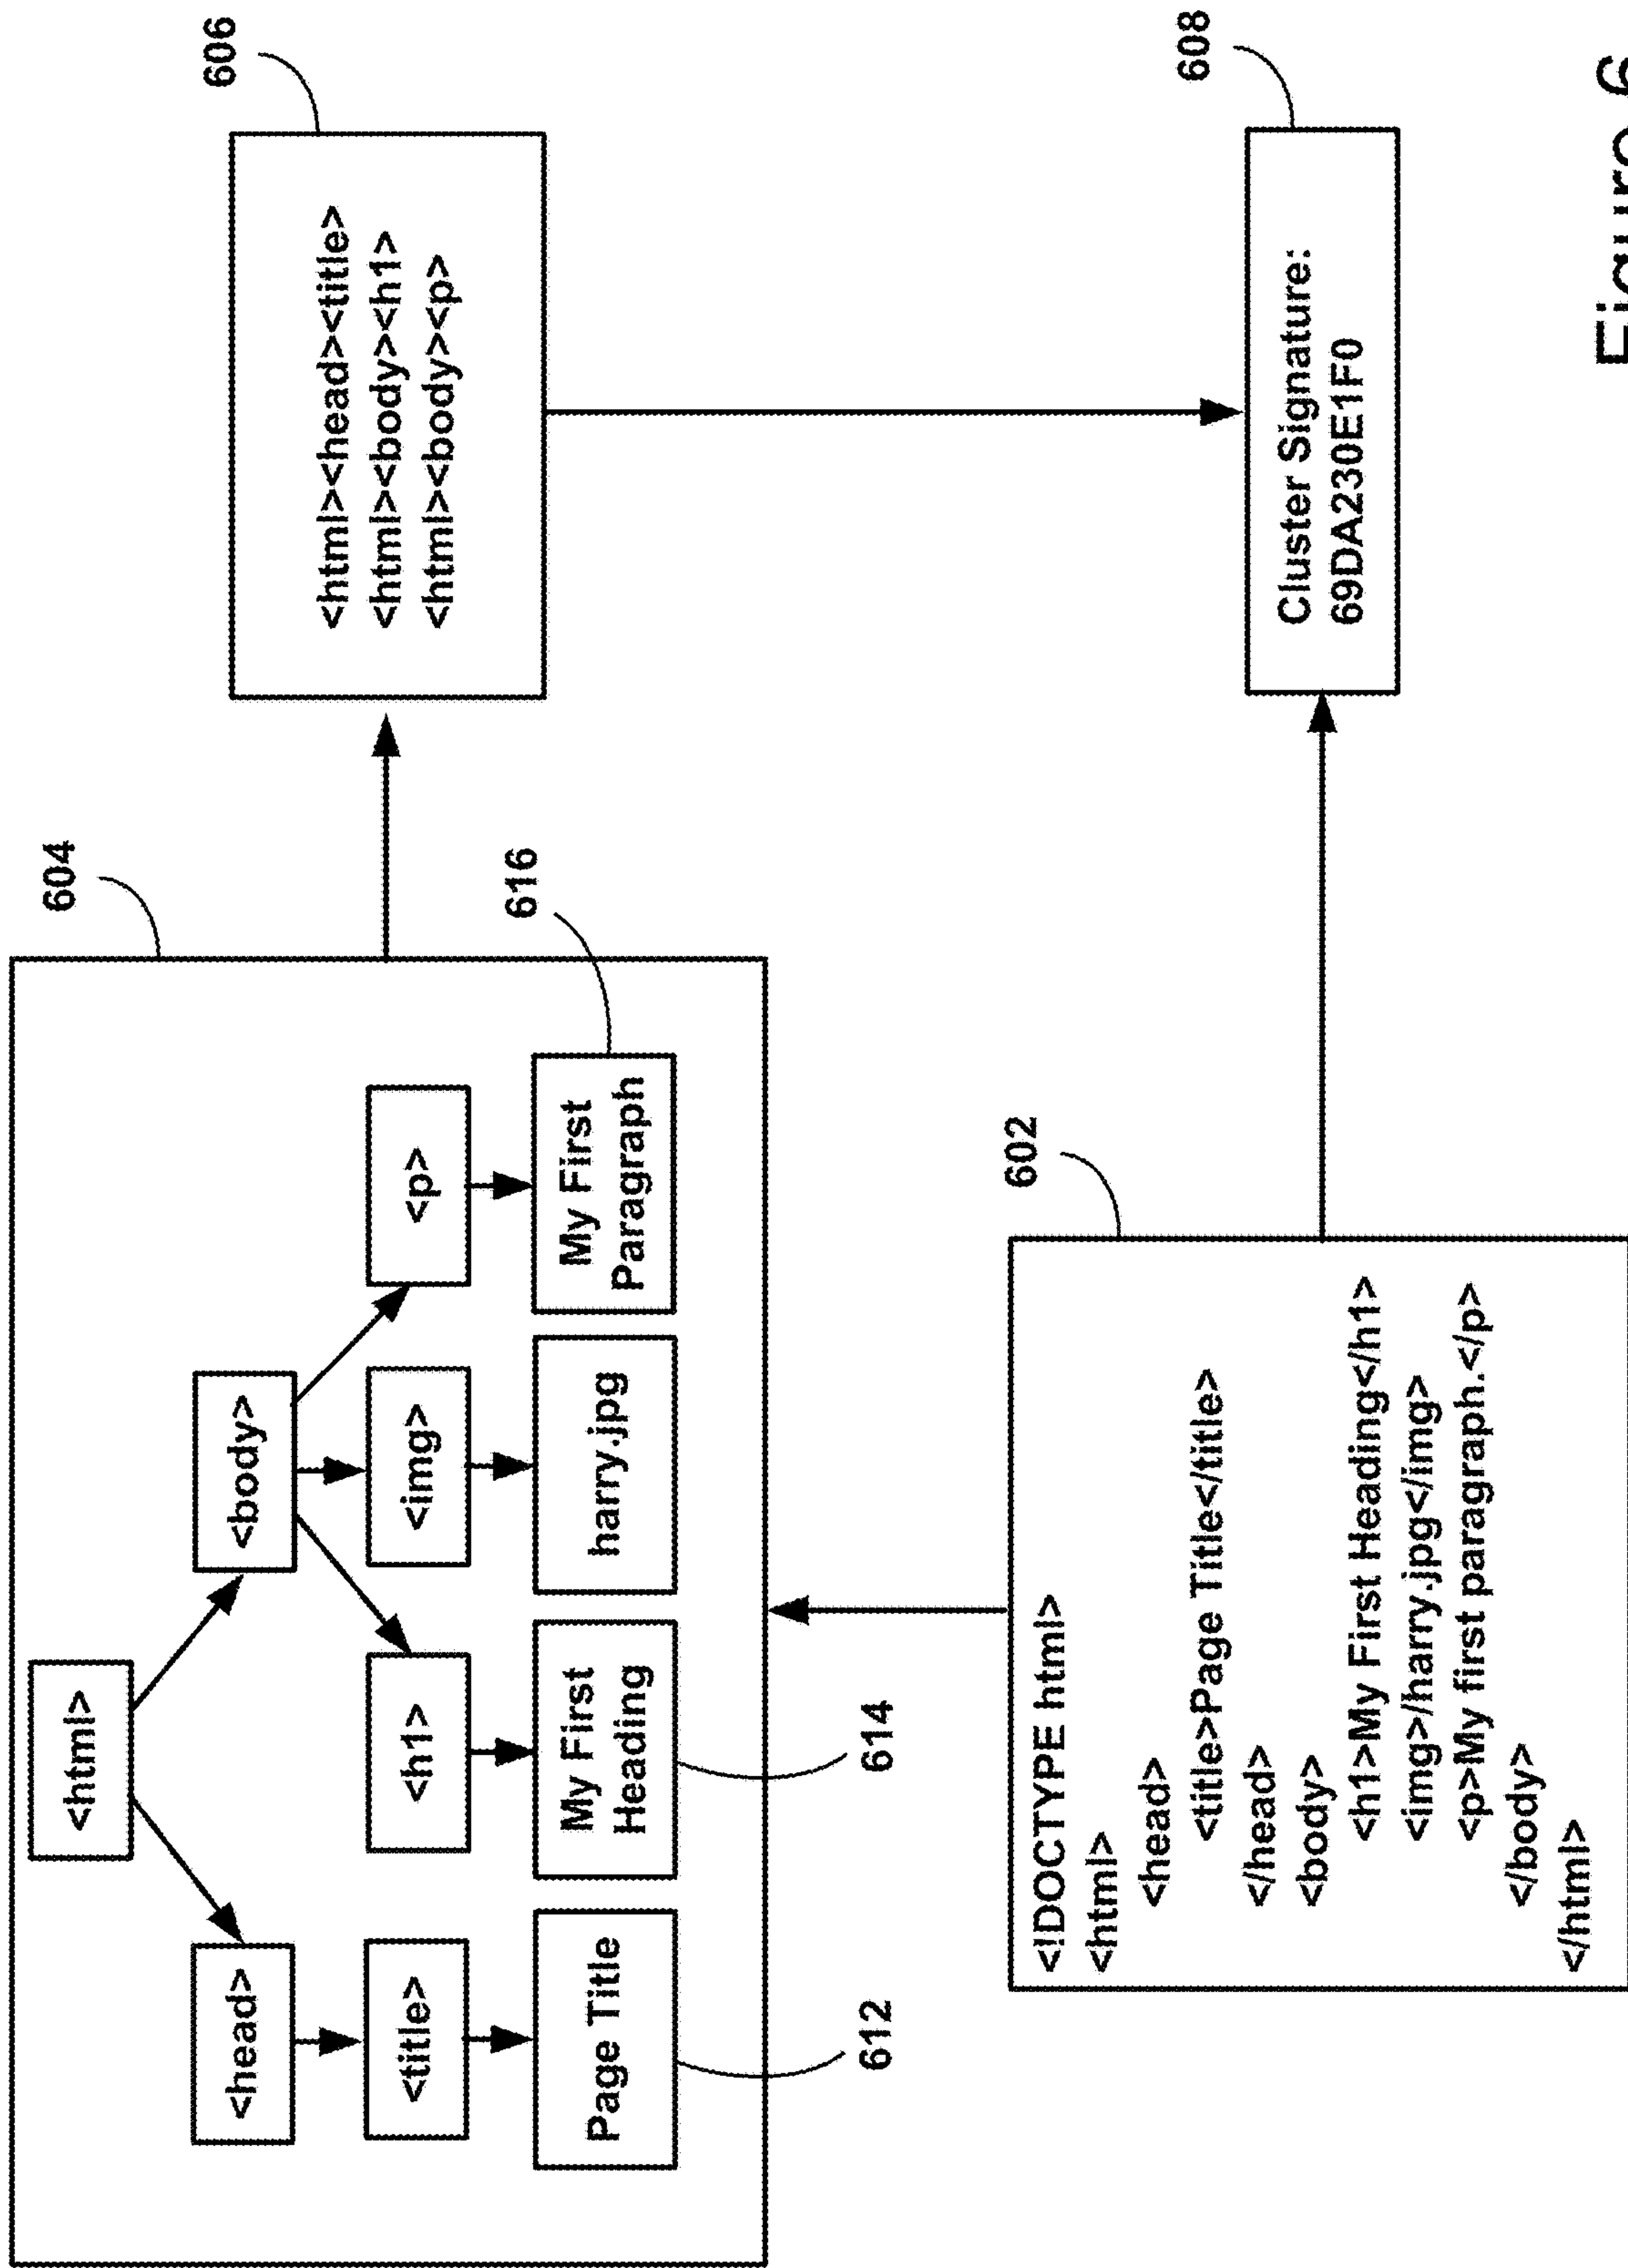 604
<html>
<head>
<body>
<title>
<h1>
<img>
<p>
Page Title
My First
Heading
harry.jpg
My First
Paragraph
612
614
616
606
<html><head><title>
<html><body><h1>
<html><body><p>
602
<!DOCTYPE html>
<html>
<head>
<title>Page Title</title>
</head>
<body>
<h1>My First Heading</h1>
<img>/harry.jpg</img>
<p>My first paragraph.</p>
</body>
</html>
608
Cluster Signature:
69DA230E1F0
Figure 6